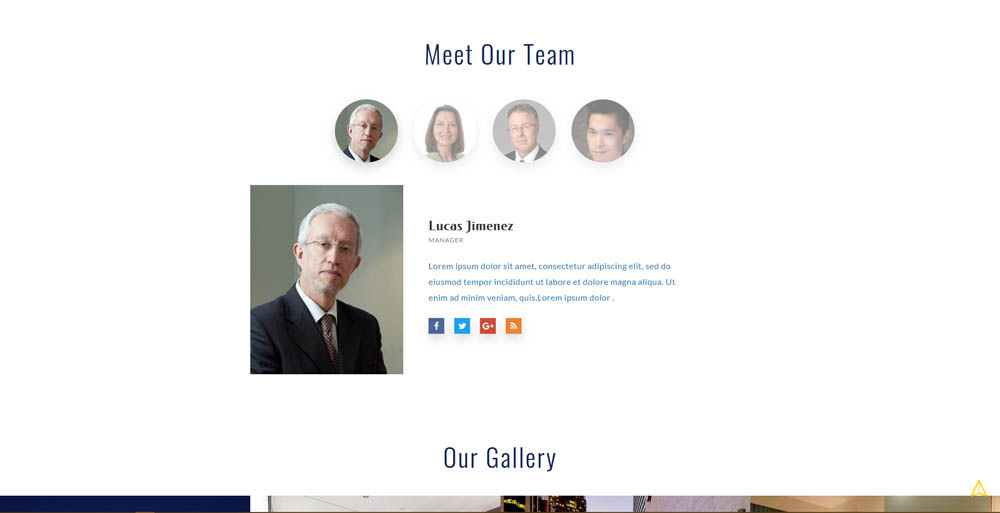 Meet Our Team
Lucas Jimenez
MANAGER
Lorem ipsum dolor sit amet, consectetur adipiscing elit, sed do
eiusmod tempor incididunt ut labore et dolore magna aliqua. Ut
enim ad minim veniam, quis.Lorem ipsum dolor .
f
G+
Our Gallery